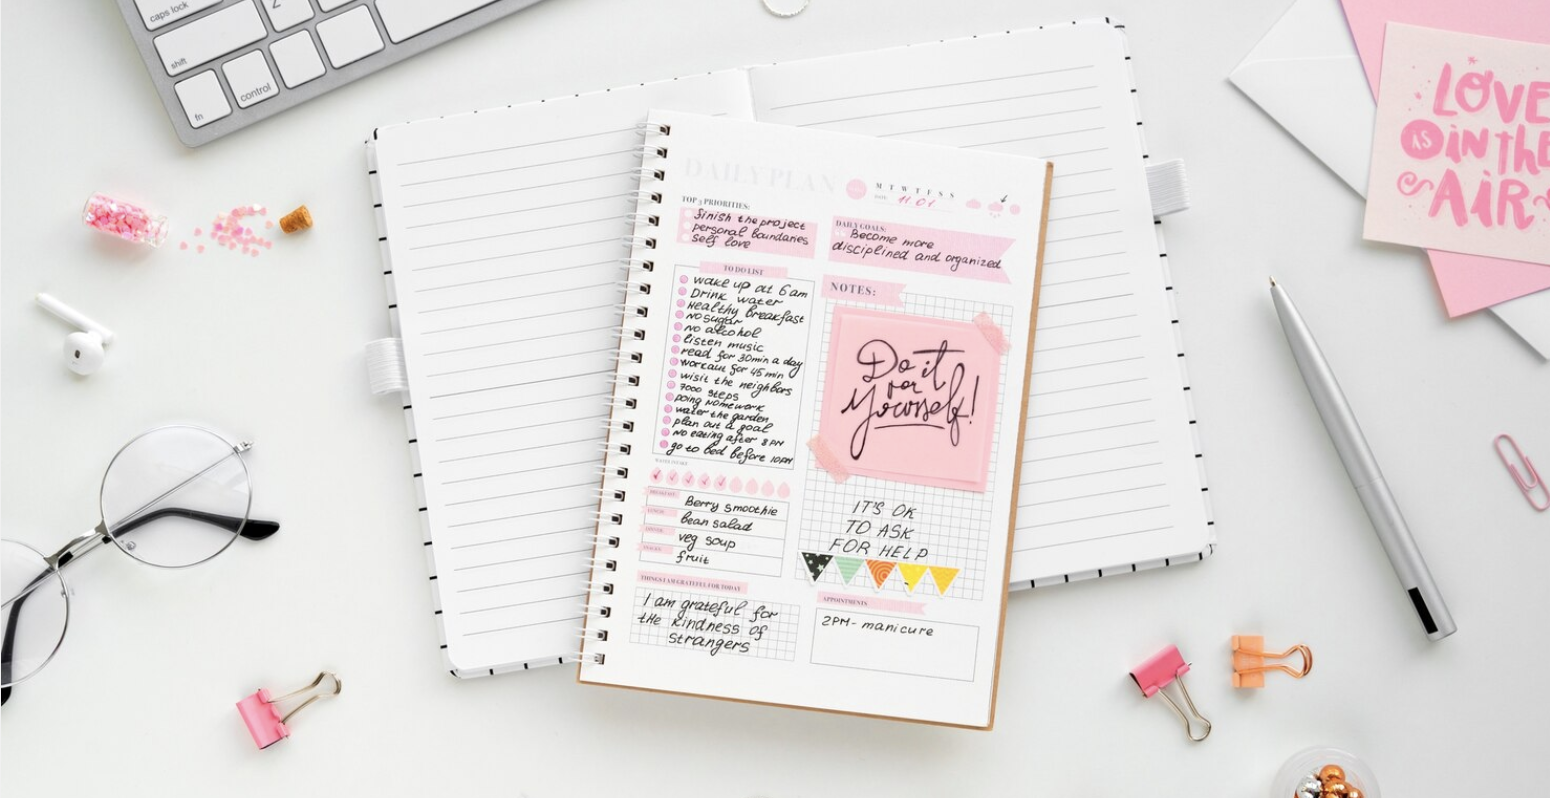 caps lock
Z
shift
fn
control
DAILY PLAN
M T W T F S S
DATE: 11.01
TOP 3 PRIORITIES:
finish the project
personal boundaries
self love
DAILY GOALS:
Become more
disciplined and organized
TO DO LIST
wake up at 6am
Drink water
Healthy breakfast
no sugar
no alcohol
listen music
read for 30min a day
workout for 45 min
wisit the neighbors
7000 steps
Doing Homework
water the garden
plan out a goal
No eating after 8PM
go to bed before 10PM
WATER INTAKE
BREAKFAST:
Berry smoothie
LUNCH:
bean salad
DINNER:
veg soup
SNACKS:
fruit
THINGS I AM GRATEFUL FOR TODAY
I am grateful for
the kindness of
strangers
NOTES:
Do it
for
yourself!
IT'S OK
TO ASK
FOR HELP
APPOINTMENTS
2PM- manicure
LOVE
IS IN THE
AIR